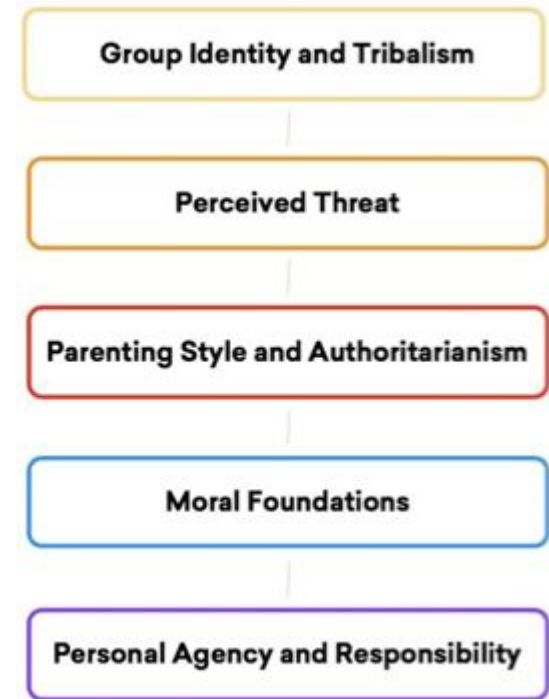 Group Identity and Tribalism
Perceived Threat
Parenting Style and Authoritarianism
Moral Foundations
Personal Agency and Responsibility